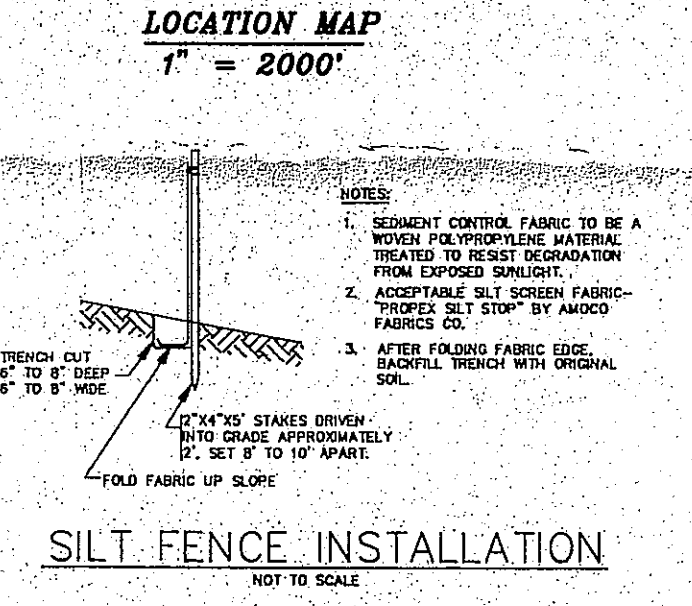 LOCATION MAP
1" = 2000'
NOTES:
1. SEDIMENT CONTROL FABRIC TO BE A
WOVEN POLYPROPYLENE MATERIAL
TREATED TO RESIST DEGRADATION
FROM EXPOSED SUNLIGHT.
2. ACCEPTABLE SILT SCREEN FABRIC-
"PROPEX SILT STOP" BY AMOCO
FABRICS CO.
3. AFTER FOLDING FABRIC EDGE,
BACKFILL TRENCH WITH ORIGINAL
SOIL.
TRENCH CUT
6" TO 8" DEEP
6" TO 8" WIDE
2"X4"X5' STAKES DRIVEN
INTO GRADE APPROXIMATELY
2', SET 8' TO 10' APART.
FOLD FABRIC UP SLOPE
SILT FENCE INSTALLATION
NOT TO SCALE